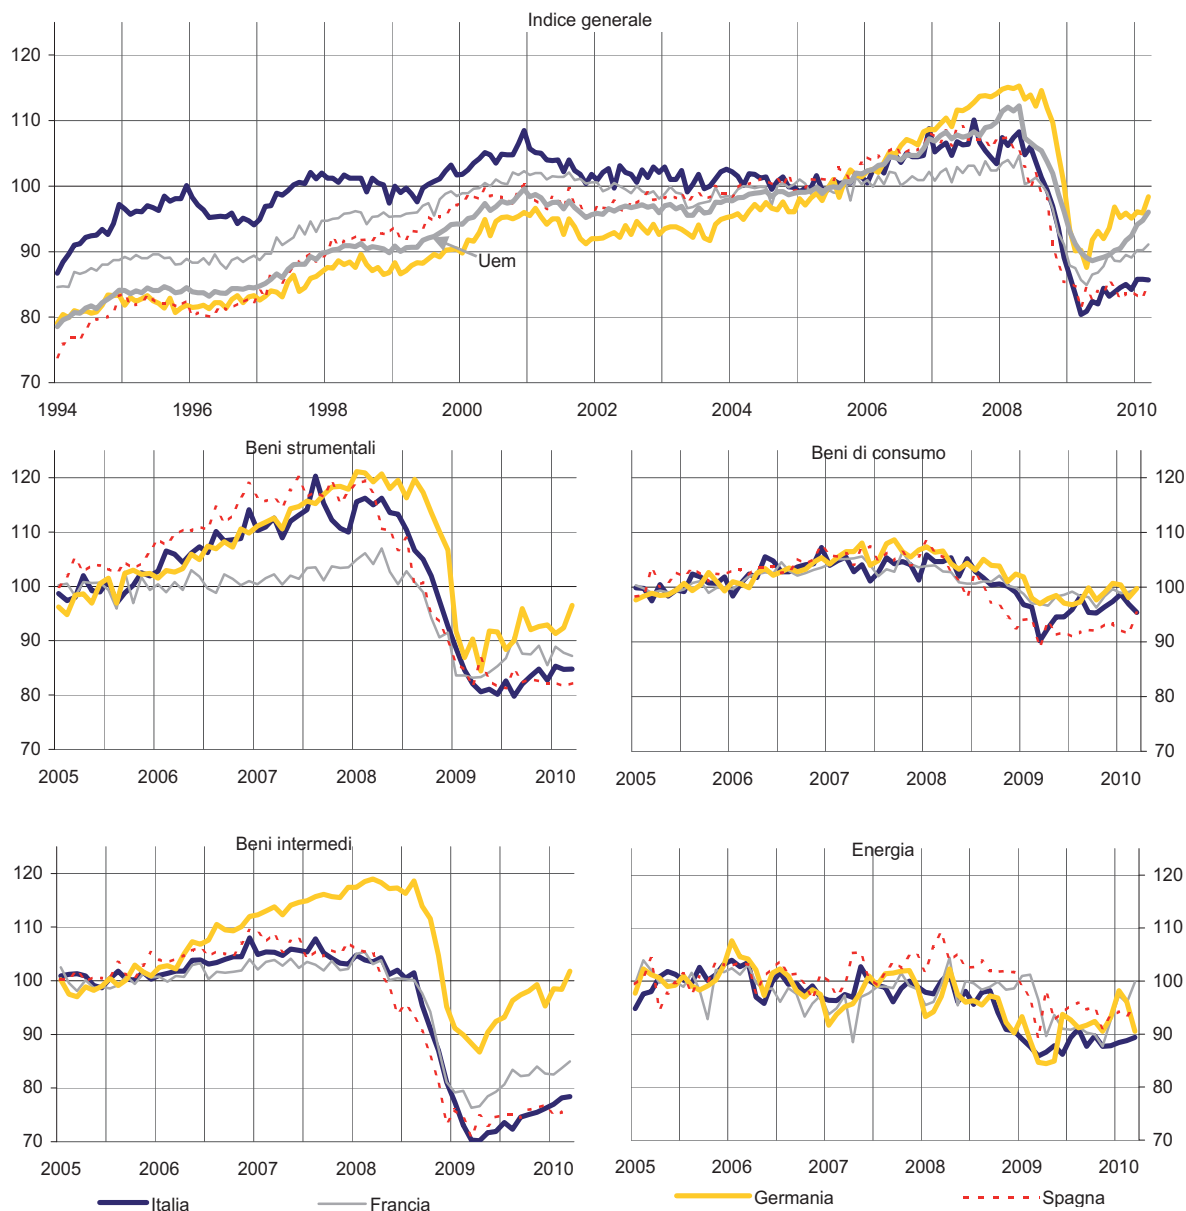 Indice generale
120
110
100
90
80
70
Uem
1994 1996 1998 2000 2002 2004 2006 2008 2010
Beni strumentali
120
110
100
90
80
70
2005 2006 2007 2008 2009 2010
Beni di consumo
120
110
100
90
80
70
2005 2006 2007 2008 2009 2010
Beni intermedi
120
110
100
90
80
70
2005 2006 2007 2008 2009 2010
Energia
120
110
100
90
80
70
2005 2006 2007 2008 2009 2010
Italia Francia Germania Spagna